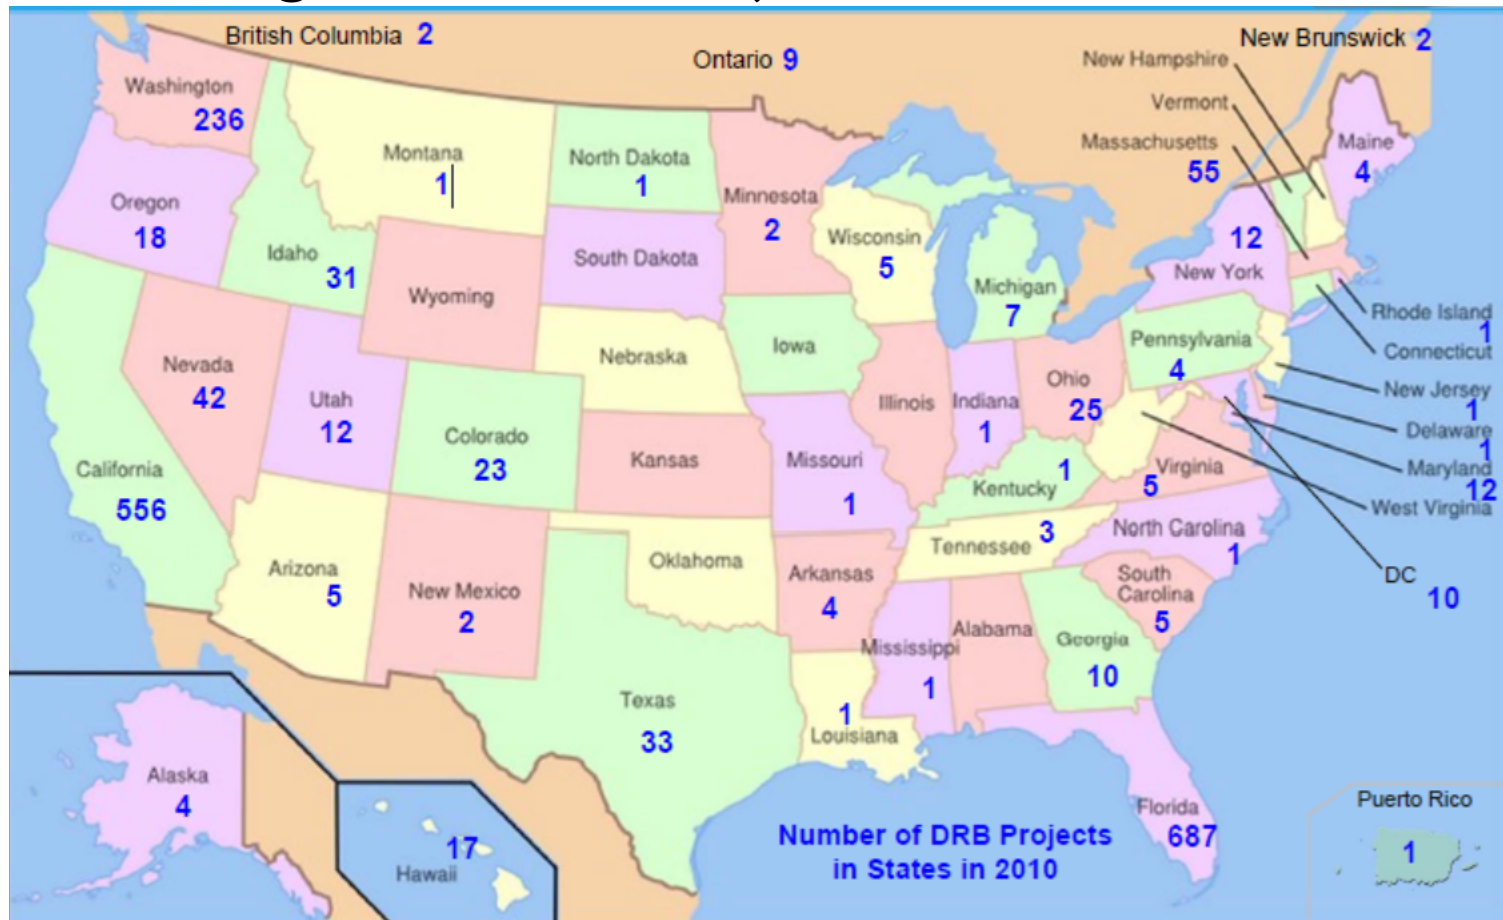 British Columbia 2
Ontario 9
New Brunswick 2
New Hampshire
Vermont
Massachusetts
55
Washington
236
Montana
1
North Dakota
1
Minnesota
2
Maine
4
Oregon
18
Idaho
31
Wyoming
South Dakota
Wisconsin
5
Michigan
7
12
New York
Rhode Island
1
Connecticut
Nevada
42
Utah
12
Colorado
23
Nebraska
Iowa
Illinois
Indiana
1
Ohio
25
Pennsylvania
4
New Jersey
1
Delaware
1
Maryland
12
West Virginia
California
556
Kansas
Missouri
1
Kentucky
1
Virginia
5
Arizona
5
New Mexico
2
Oklahoma
Arkansas
4
Tennessee 3
North Carolina
1
DC
10
South
Carolina
5
Mississippi
1
Alabama
Georgia
10
Texas
33
1
Louisiana
Alaska
4
17
Hawaii
Number of DRB Projects
in States in 2010
Florida
687
Puerto Rico
1